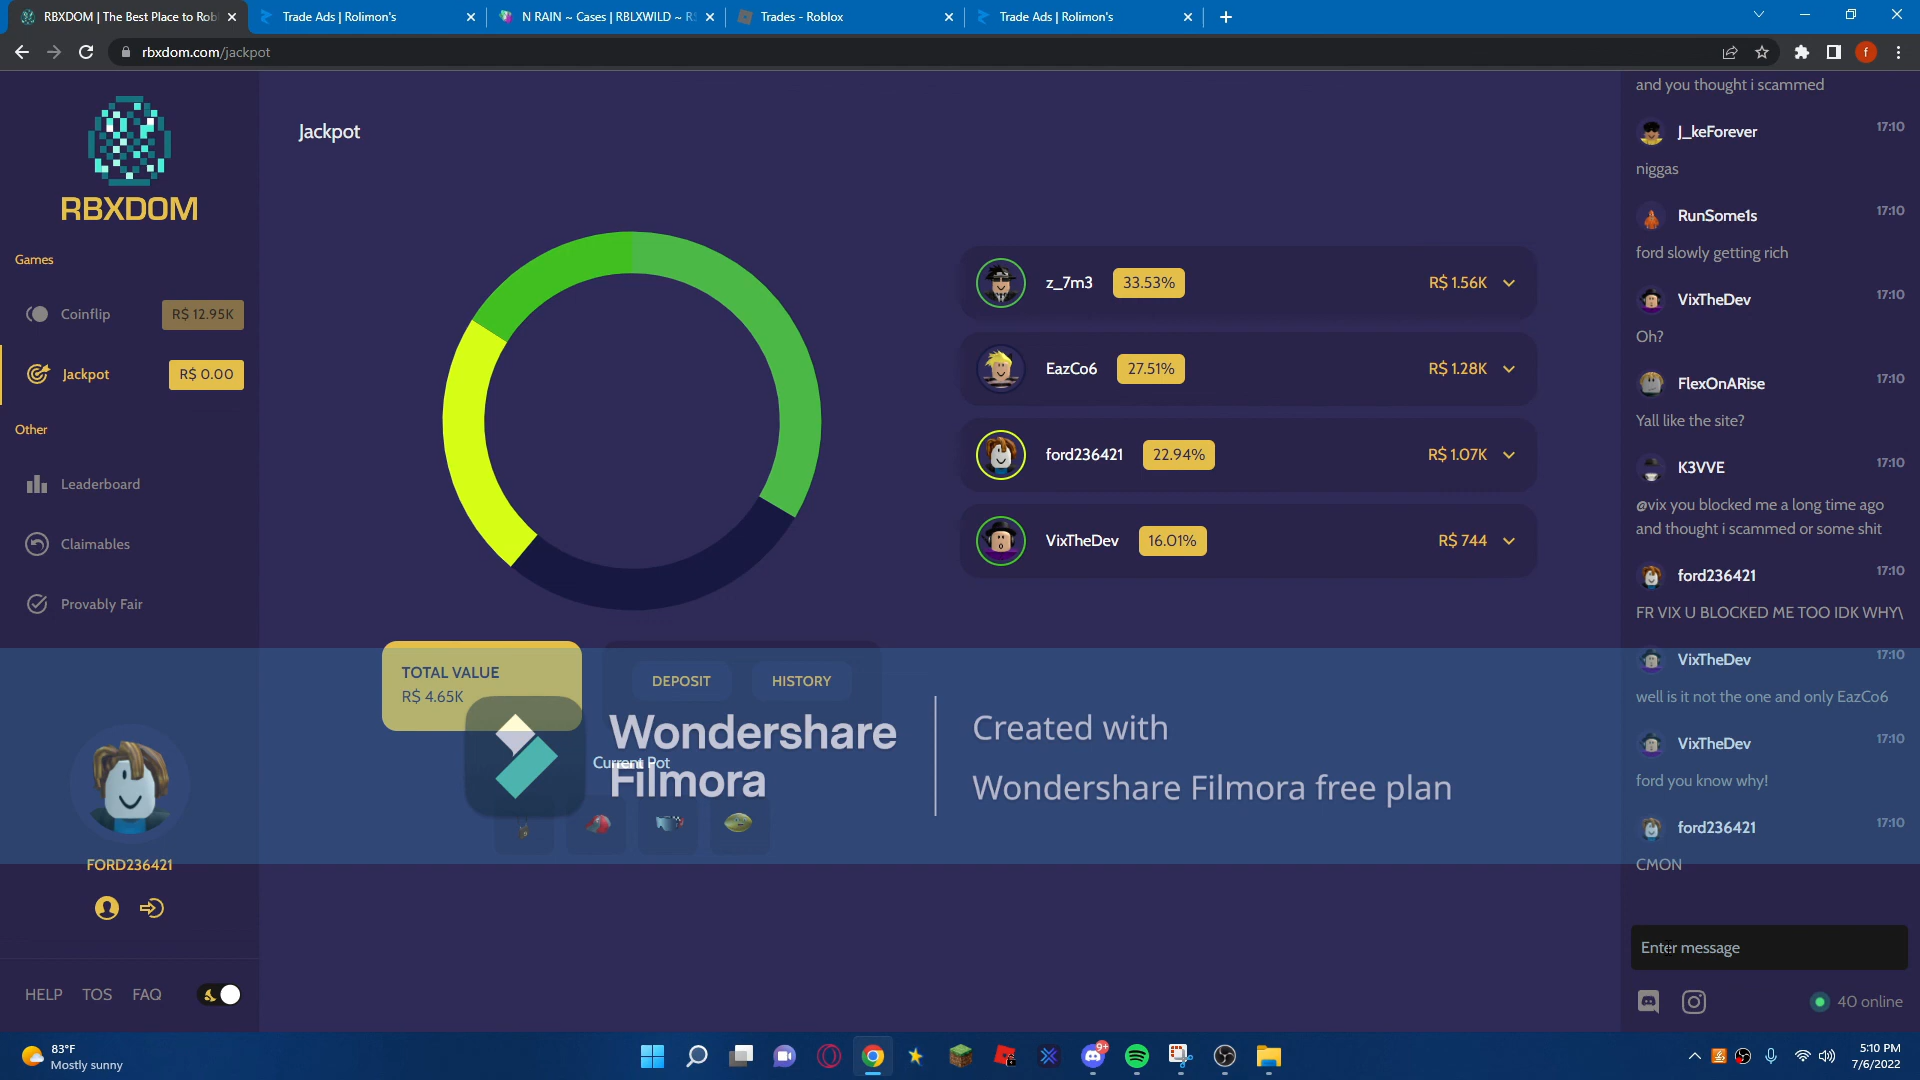 RBXDOM | The Best Place to Rob
Trade Ads | Rolimon's
N RAIN ~ Cases | RBLXWILD ~ R$
Trades - Roblox
Trade Ads | Rolimon's
rbxdom.com/jackpot
f
RBXDOM
Games
Coinflip
R$ 12.95K
Jackpot
R$ 0.00
Other
Leaderboard
Claimables
Provably Fair
FORD236421
HELP TOS FAQ
Jackpot
z_7m3 33.53% R$ 1.56K
EazCo6 27.51% R$ 1.28K
ford236421 22.94% R$ 1.07K
VixTheDev 16.01% R$ 744
TOTAL VALUE
R$ 4.65K
DEPOSIT
HISTORY
Current Pot
Wondershare
Filmora
Created with
Wondershare Filmora free plan
and you thought i scammed
J_keForever 17:10
niggas
RunSome1s 17:10
ford slowly getting rich
VixTheDev 17:10
Oh?
FlexOnARise 17:10
Yall like the site?
K3VVE 17:10
@vix you blocked me a long time ago
and thought i scammed or some shit
ford236421 17:10
FR VIX U BLOCKED ME TOO IDK WHY\
VixTheDev 17:10
well is it not the one and only EazCo6
VixTheDev 17:10
ford you know why!
ford236421 17:10
CMON
Enter message
40 online
83°F
Mostly sunny
9+
5:10 PM
7/6/2022